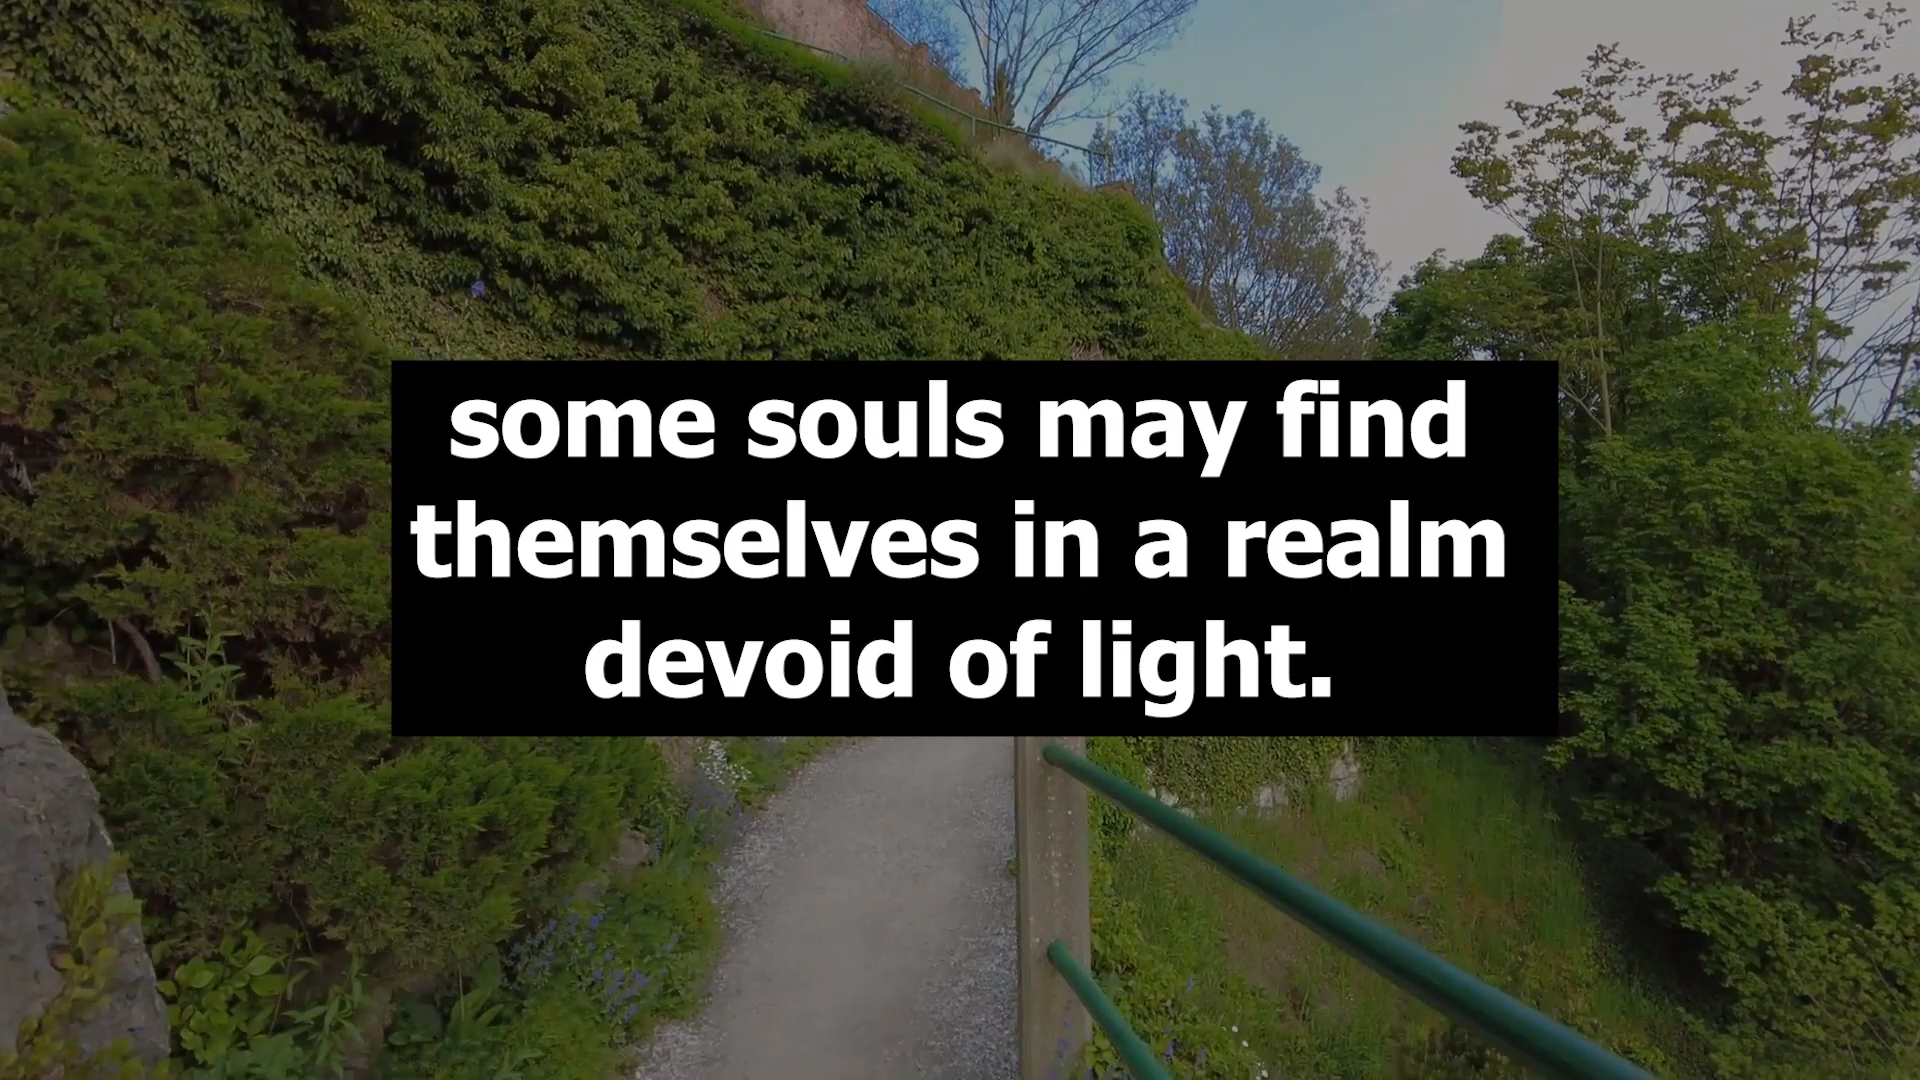 some souls may find
themselves in a realm
devoid of light.